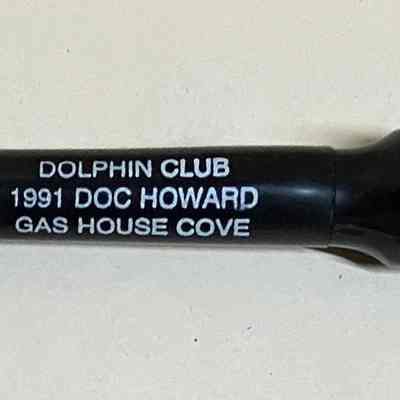 DOLPHIN CLUB
1991 DOC HOWARD
GAS HOUSE COVE